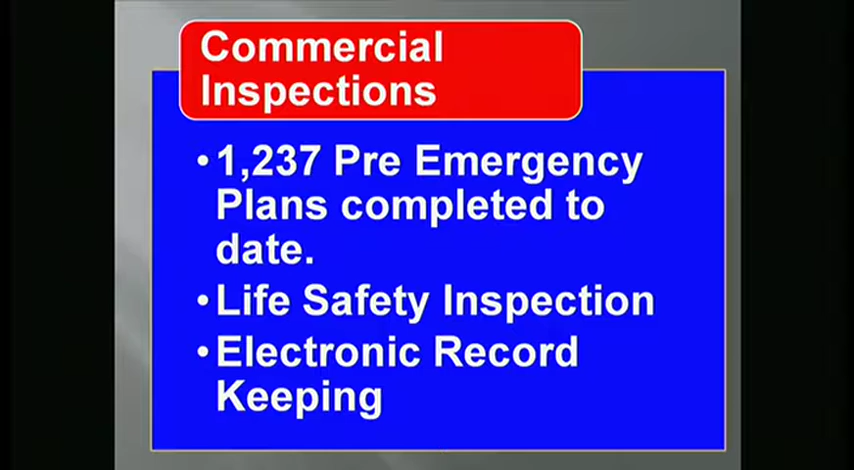 Commercial
Inspections
•1,237 Pre Emergency
Plans completed to
date.
•Life Safety Inspection
•Electronic Record
Keeping